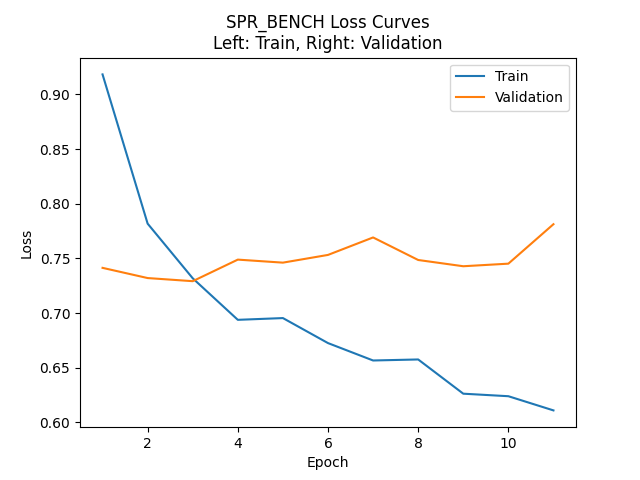 SPR_BENCH Loss Curves
Left: Train, Right: Validation
Train
Validation
0.90
0.85
0.80
0.75
0.70
0.65
0.60
Loss
2 4 6 8 10
Epoch